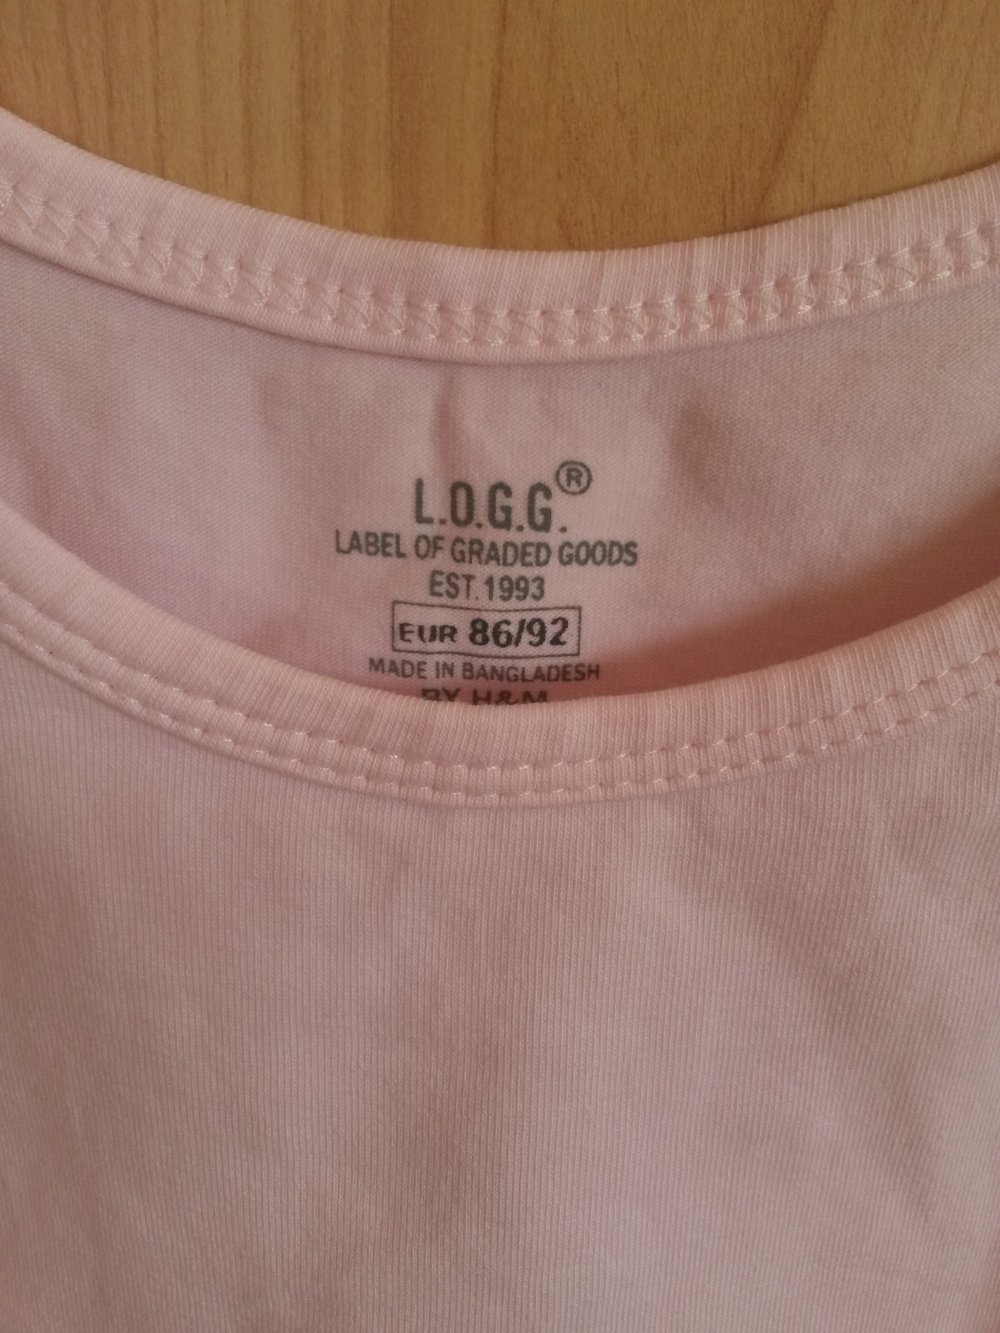 L.O.G.G.®
LABEL OF GRADED GOODS
EST.1993
EUR 86/92
MADE IN BANGLADESH
BY H&M